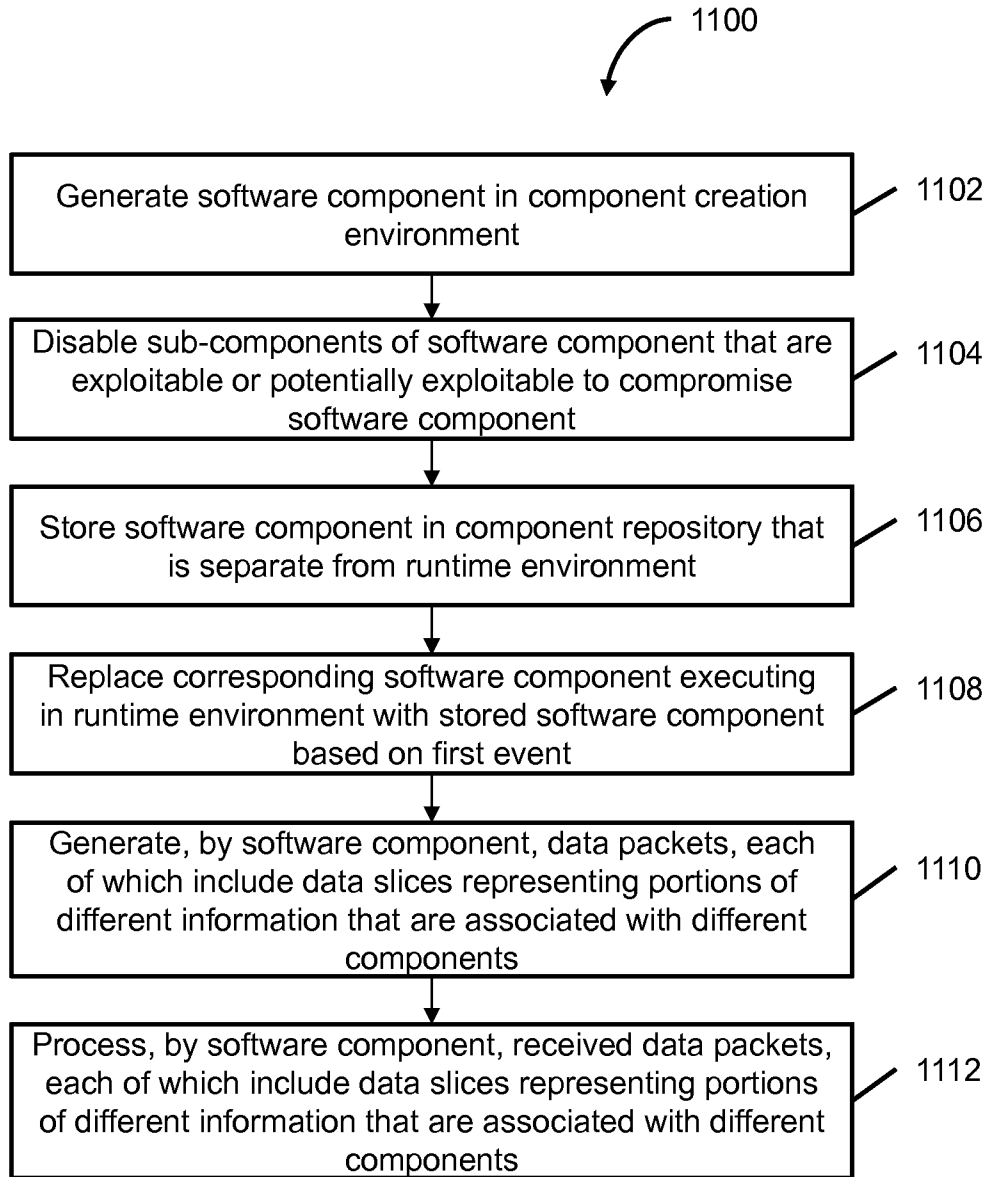 1100
Generate software component in component creation
environment
1102
Disable sub-components of software component that are
exploitable or potentially exploitable to compromise
software component
1104
Store software component in component repository that
is separate from runtime environment
1106
Replace corresponding software component executing
in runtime environment with stored software component
based on first event
1108
Generate, by software component, data packets, each
of which include data slices representing portions of
different information that are associated with different
components
1110
Process, by software component, received data packets,
each of which include data slices representing portions
of different information that are associated with different
components
1112